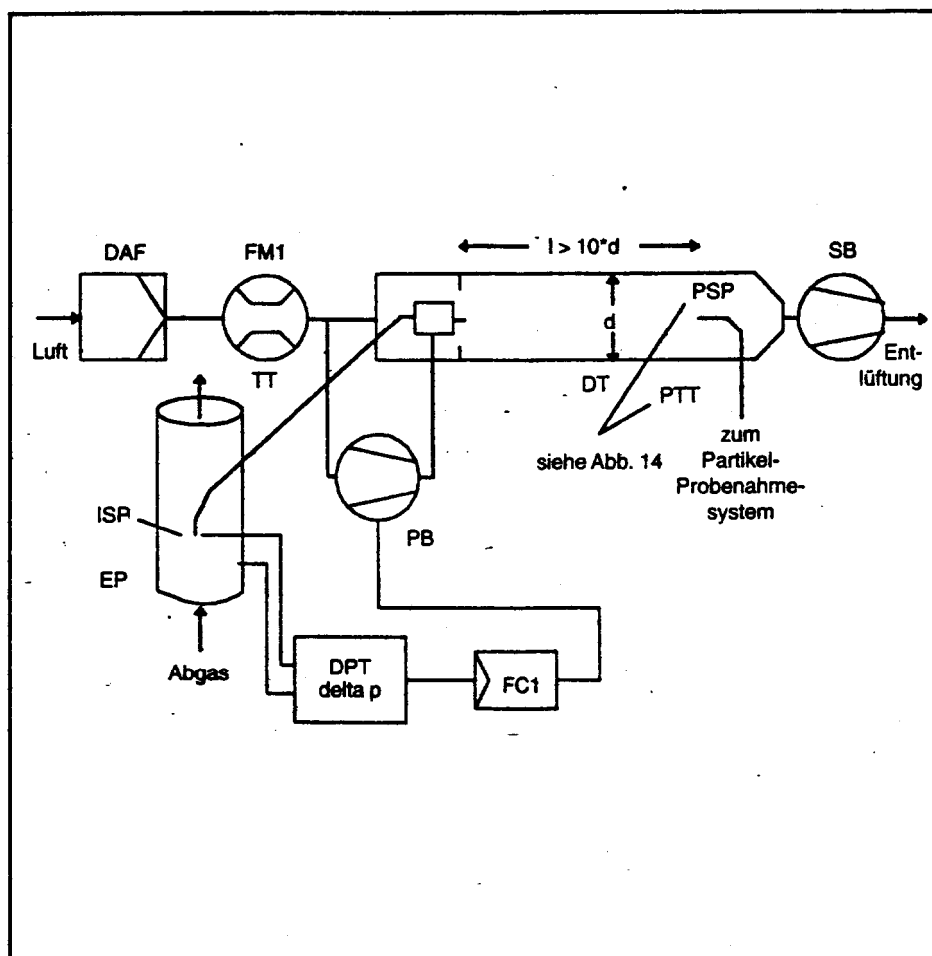 DAF
FM1
l > 10*d
SB
PSP
d
Luft
TT
DT
PTT
Ent-
lüftung
siehe Abb. 14
zum
Partikel-
Probenahme-
system
ISP
PB
EP
Abgas
DPT
delta p
FC1